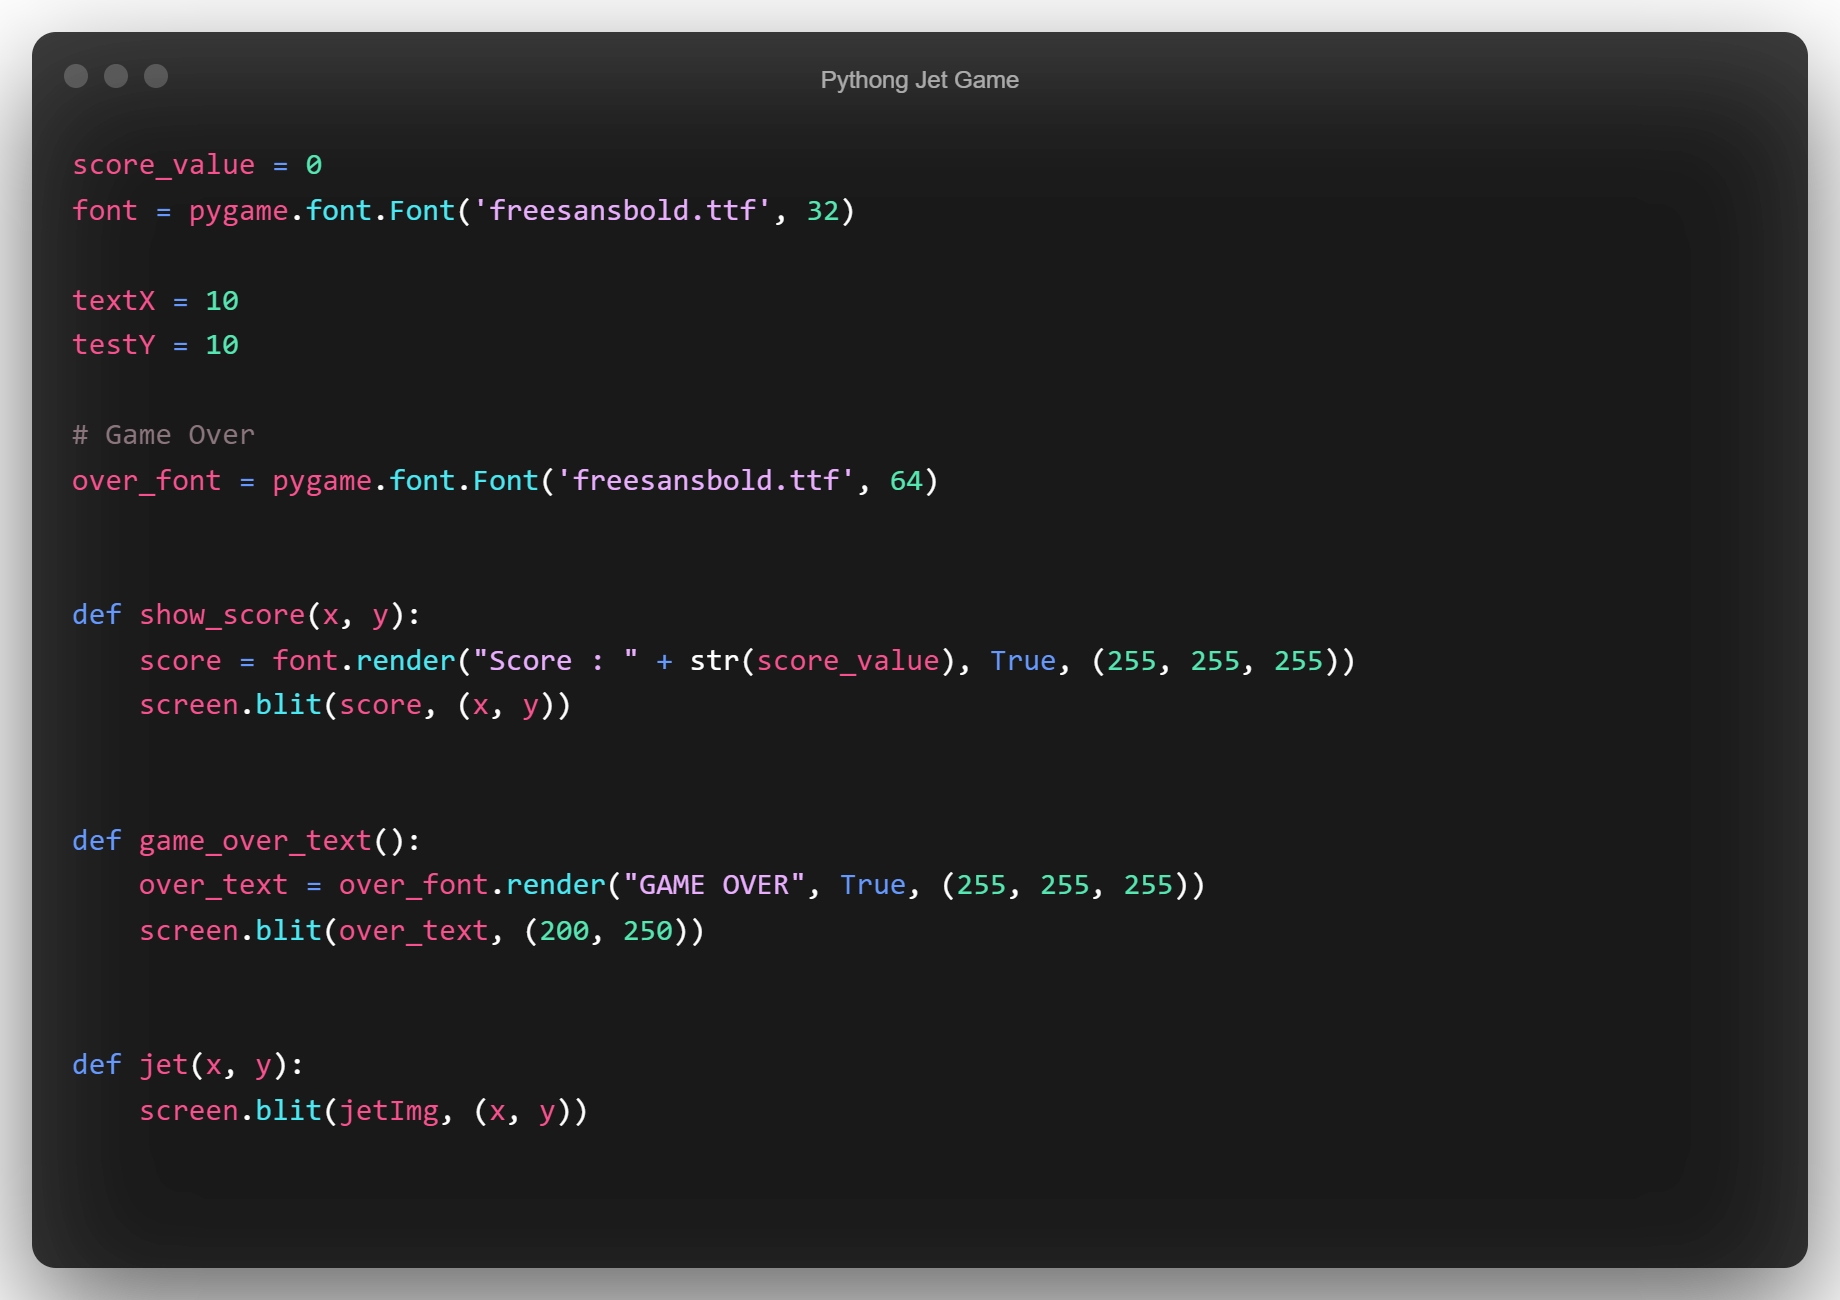 Pythong Jet Game
score_value = 0
font = pygame.font.Font('freesansbold.ttf', 32)
textX = 10
testY = 10
# Game Over
over_font = pygame.font.Font('freesansbold.ttf', 64)
def show_score(x, y):
    score = font.render("Score : " + str(score_value), True, (255, 255, 255))
    screen.blit(score, (x, y))
def game_over_text():
    over_text = over_font.render("GAME OVER", True, (255, 255, 255))
    screen.blit(over_text, (200, 250))
def jet(x, y):
    screen.blit(jetImg, (x, y))